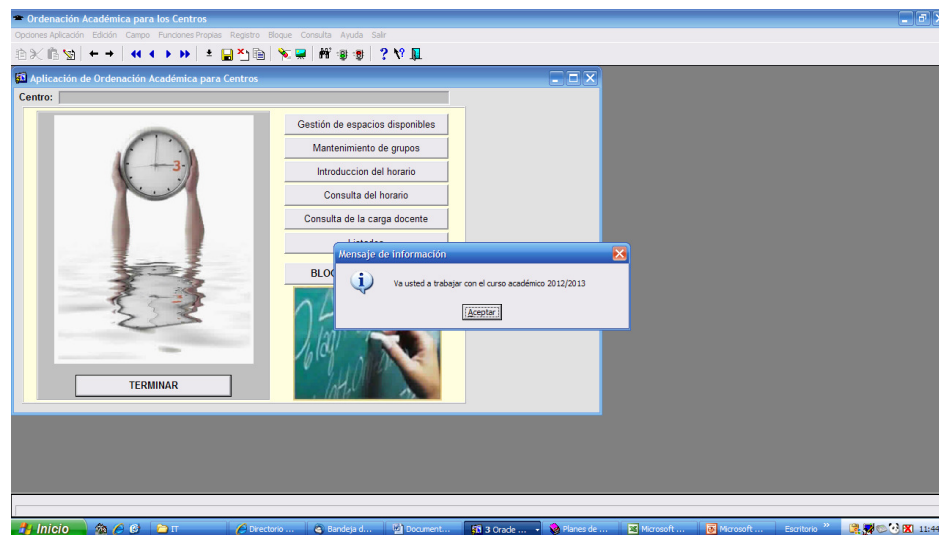 Ordenación Académica para los Centros
Opciones Aplicación Edición Campo Funciones Propias Registro Bloque Consulta Ayuda Salir
Aplicación de Ordenación Académica para Centros
Centro:
Gestión de espacios disponibles
Mantenimiento de grupos
Introduccion del horario
Consulta del horario
Consulta de la carga docente
Listados
Mensaje de información
Va usted a trabajar con el curso académico 2012/2013
Aceptar
3
TERMINAR
Inicio IT Directorio ... Bandeja d... Document... 3 Oracle ... Planes de ... Microsoft ... Microsoft ... Escritorio » 11:44